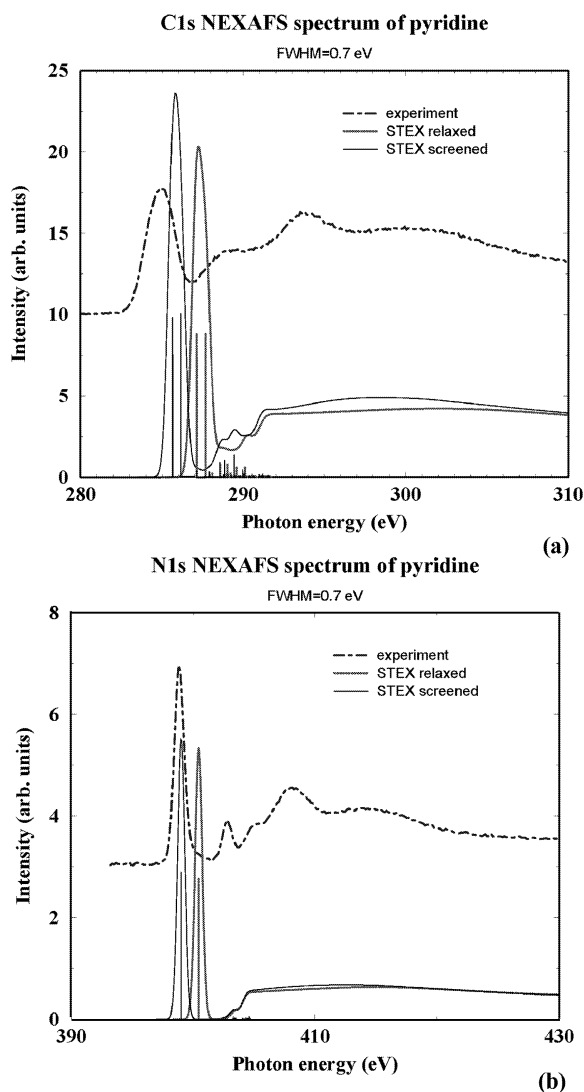 C1s NEXAFS spectrum of pyridine
FWHM=0.7 eV
25
20
15
10
5
0
Intensity (arb. units)
experiment
STEX relaxed
STEX screened
280
290
300
310
Photon energy (eV)
(a)
N1s NEXAFS spectrum of pyridine
FWHM=0.7 eV
8
6
4
2
0
Intensity (arb. units)
experiment
STEX relaxed
STEX screened
390
410
430
Photon energy (eV)
(b)